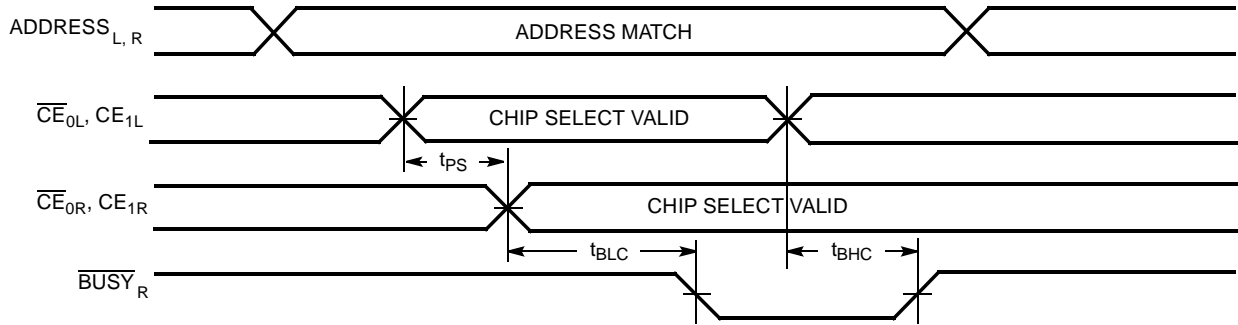 ADDRESS L, R
ADDRESS MATCH
CE0L, CE1L
CHIP SELECT VALID
tPS
CE0R, CE1R
CHIP SELECT VALID
tBLC
tBHC
BUSY R